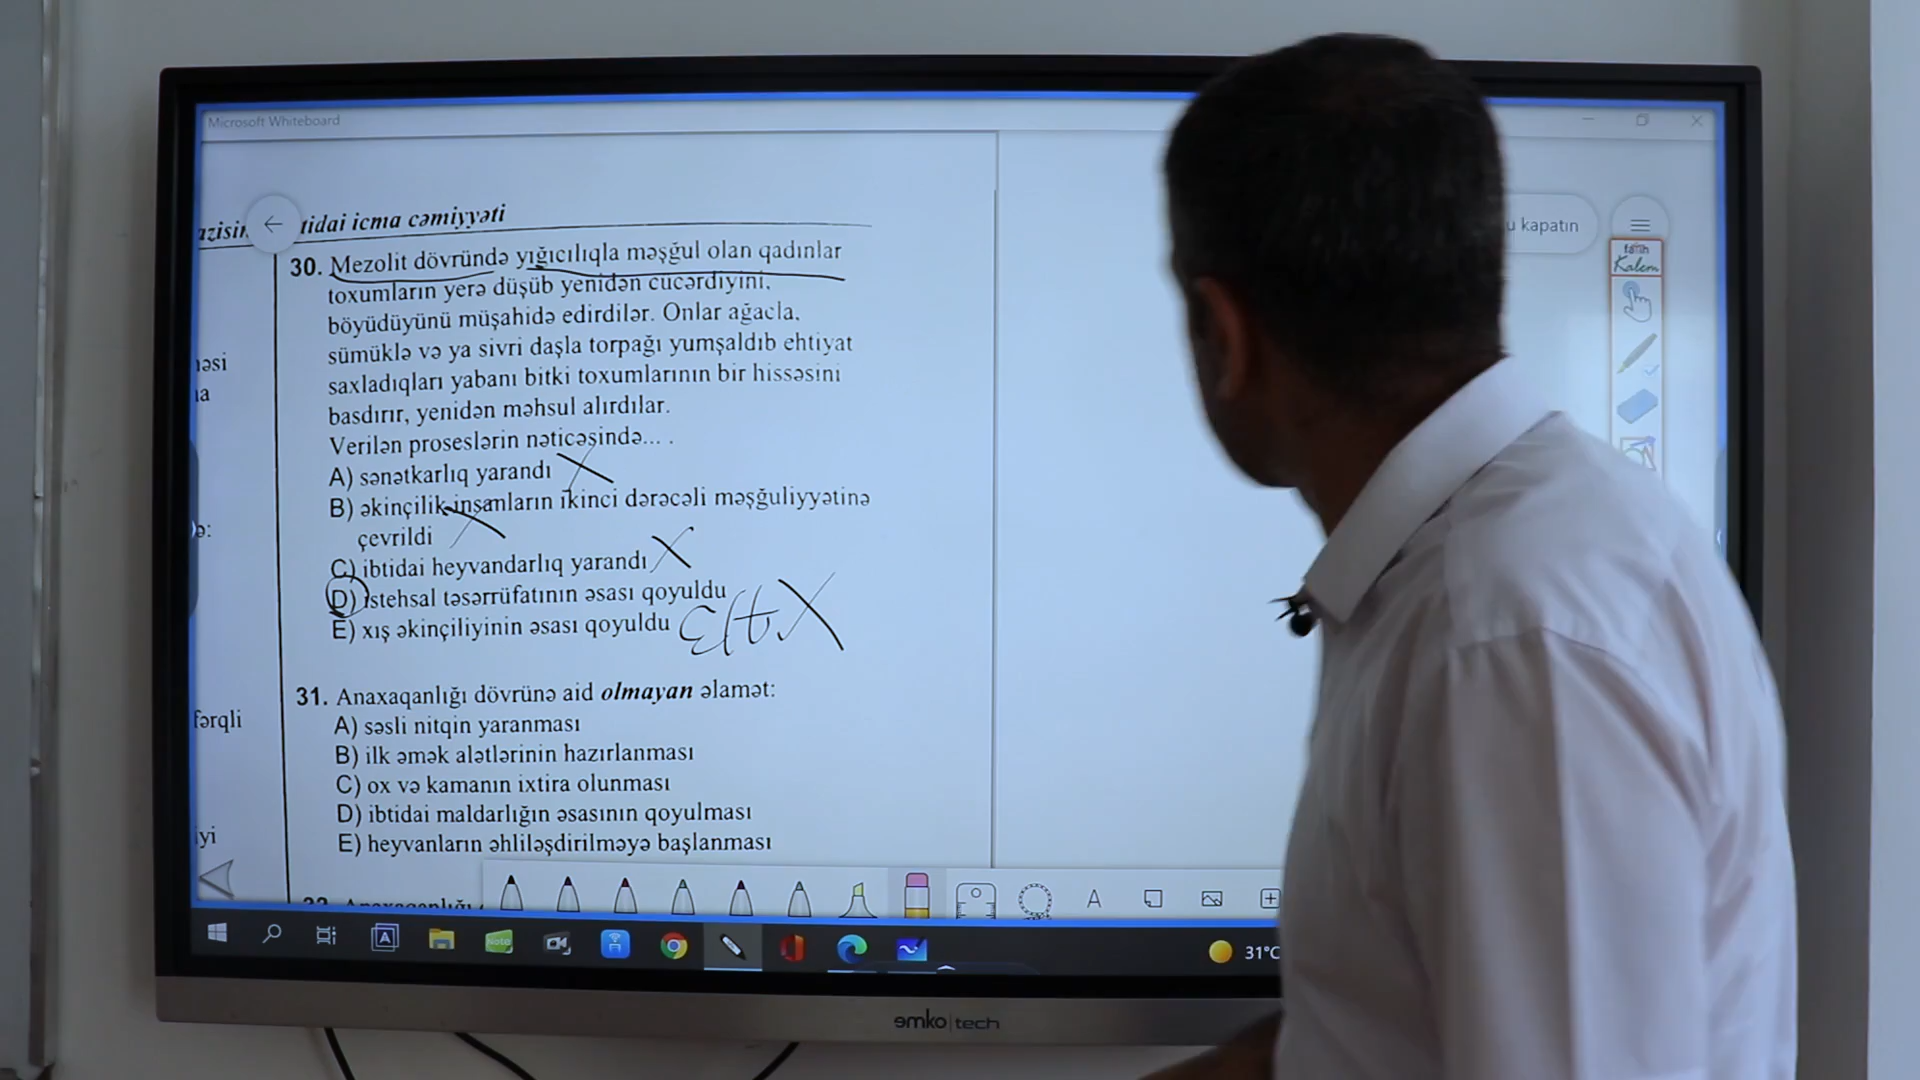 Microsoft Whiteboard
tidai icma cəmiyyəti
u kapatın
fatih
Kalem
30. Mezolit dövründə yığıcılıqla məşğul olan qadınlar
toxumların yerə düşüb yenidən cücərdiyini,
böyüdüyünü müşahidə edirdilər. Onlar ağacla,
sümüklə və ya sivri daşla torpağı yumşaldıb ehtiyat
saxladıqları yabanı bitki toxumlarının bir hissəsini
basdırır, yenidən məhsul alırdılar.
Verilən proseslərin nəticəsində... .
A) sənətkarlıq yarandı
B) əkinçilik insanların ikinci dərəcəli məşğuliyyətinə
çevrildi
C) ibtidai heyvandarlıq yarandı
D) istehsal təsərrüfatının əsası qoyuldu
E) xış əkinçiliyinin əsası qoyuldu
31. Anaxaqanlığı dövrünə aid olmayan əlamət:
A) səsli nitqin yaranması
B) ilk əmək alətlərinin hazırlanması
C) ox və kamanın ixtira olunması
D) ibtidai maldarlığın əsasının qoyulması
E) heyvanların əhliləşdirilməyə başlanması
fərqli
31°C
emko|tech